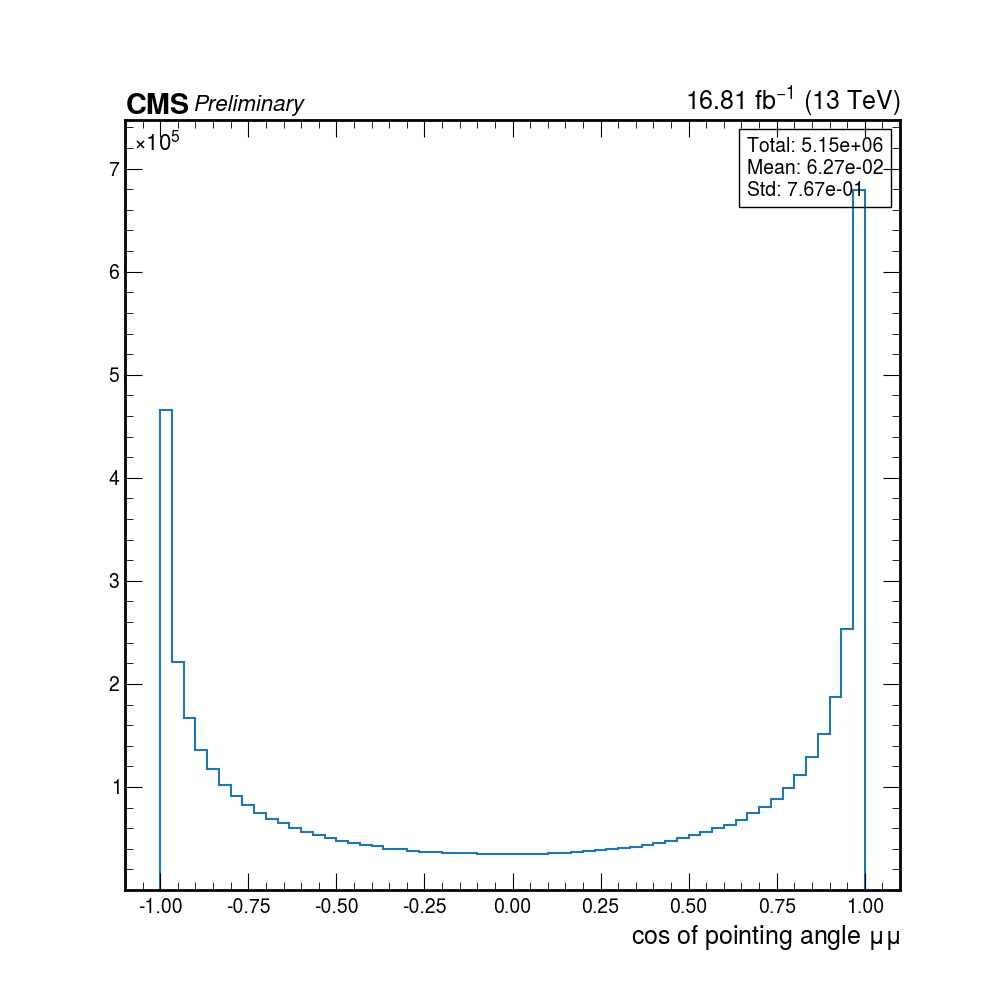 CMS Preliminary
16.81 fb⁻¹ (13 TeV)
×10⁵
Total: 5.15e+06
Mean: 6.27e-02
Std: 7.67e-01
7
6
5
4
3
2
1
-1.00 -0.75 -0.50 -0.25 0.00 0.25 0.50 0.75 1.00
cos of pointing angle μμ